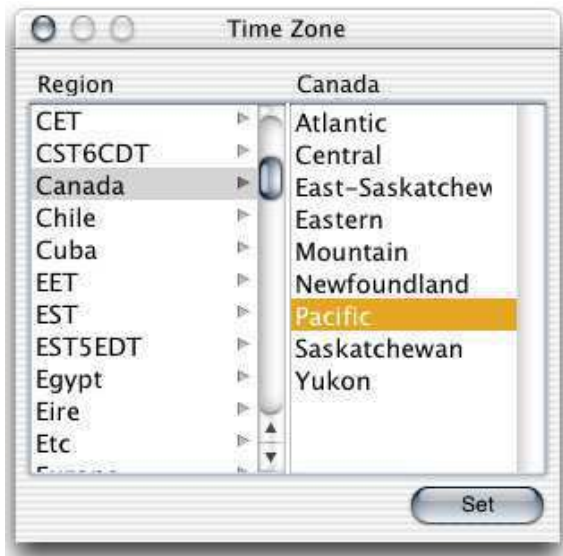 Time Zone
Region
Canada
CET
CST6CDT
Canada
Chile
Cuba
EET
EST
EST5EDT
Egypt
Eire
Etc
Atlantic
Central
East-Saskatchew
Eastern
Mountain
Newfoundland
Pacific
Saskatchewan
Yukon
Set